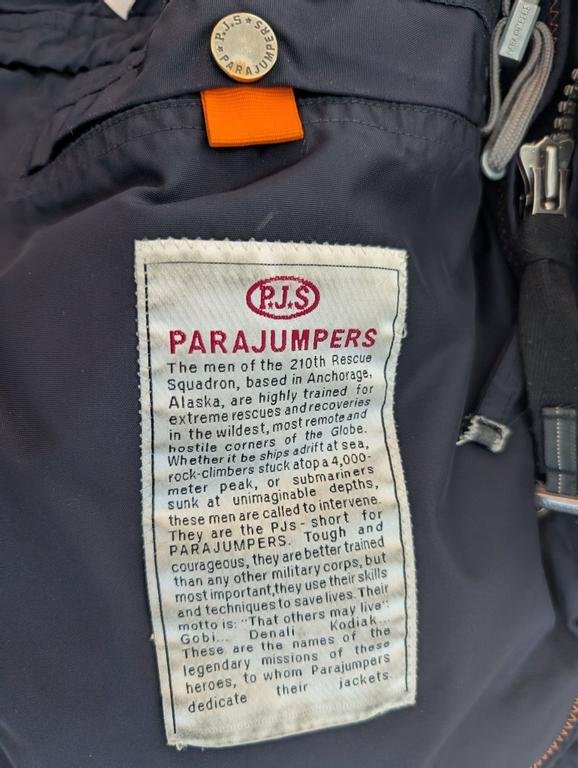 P.J.S
PARAJUMPERS
P.J.S
PARAJUMPERS
The men of the 210th Rescue
Squadron, based in Anchorage,
Alaska, are highly trained for
extreme rescues and recoveries
in the wildest, most remote and
hostile corners of the Globe.
Whether it be ships adrift at sea,
rock-climbers stuck atop a 4,000-
meter peak, or submariners
sunk at unimaginable depths,
these men are called to intervene.
They are the PJs - short for
PARAJUMPERS. Tough and
courageous, they are better trained
than any other military corps, but
most important,they use their skills
and techniques to save lives. Their
motto is: "That others may live".
Gobi... Denali... Kodiak...
These are the names of the
legendary missions of these
heroes, to whom Parajumpers
dedicate their jackets.